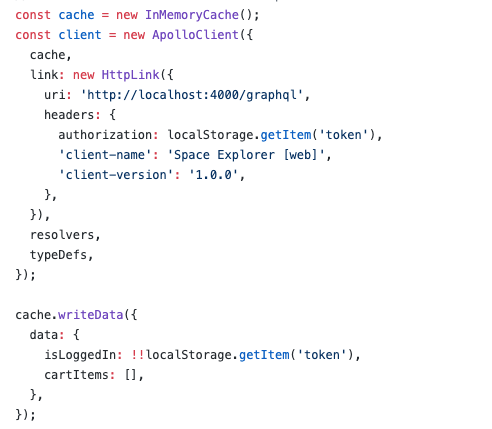 const cache = new InMemoryCache();
const client = new ApolloClient({
  cache,
  link: new HttpLink({
    uri: 'http://localhost:4000/graphql',
    headers: {
      authorization: localStorage.getItem('token'),
      'client-name': 'Space Explorer [web]',
      'client-version': '1.0.0',
    },
  }),
  resolvers,
  typeDefs,
});

cache.writeData({
  data: {
    isLoggedIn: !!localStorage.getItem('token'),
    cartItems: [],
  },
});